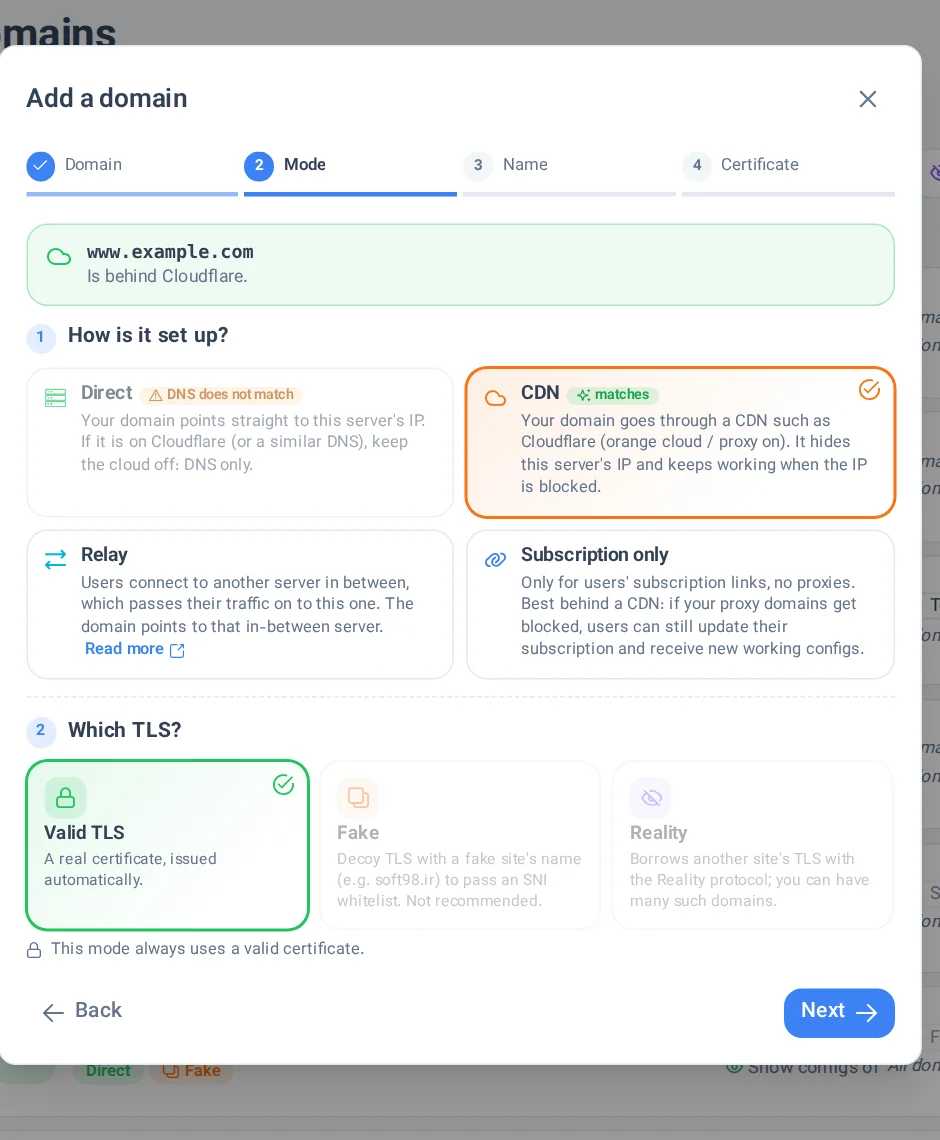 mains
Add a domain
Domain
2 Mode
3 Name
4 Certificate
www.example.com
Is behind Cloudflare.
1 How is it set up?
Direct DNS does not match
Your domain points straight to this server's IP.
If it is on Cloudflare (or a similar DNS), keep
the cloud off: DNS only.
CDN matches
Your domain goes through a CDN such as
Cloudflare (orange cloud / proxy on). It hides
this server's IP and keeps working when the IP
is blocked.
Relay
Users connect to another server in between,
which passes their traffic on to this one. The
domain points to that in-between server.
Read more
Subscription only
Only for users' subscription links, no proxies.
Best behind a CDN: if your proxy domains get
blocked, users can still update their
subscription and receive new working configs.
2 Which TLS?
Valid TLS
A real certificate, issued
automatically.
Fake
Decoy TLS with a fake site's name
(e.g. soft98.ir) to pass an SNI
whitelist. Not recommended.
Reality
Borrows another site's TLS with
the Reality protocol; you can have
many such domains.
This mode always uses a valid certificate.
Back
Next
Direct Fake
Show configs of All dom